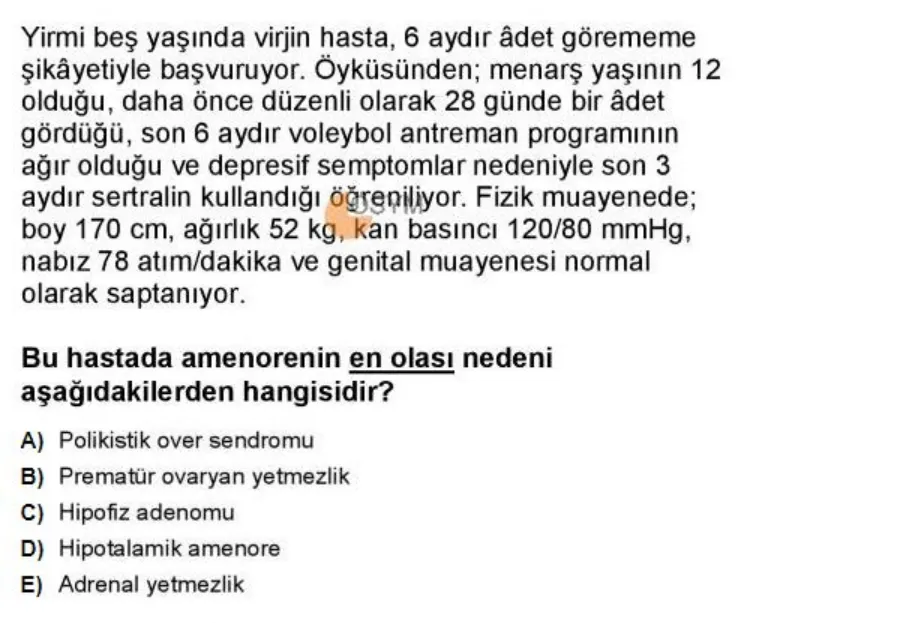 Yirmi beş yaşında virjin hasta, 6 aydır âdet görememe
şikâyetiyle başvuruyor. Öyküsünden; menarş yaşının 12
olduğu, daha önce düzenli olarak 28 günde bir âdet
gördüğü, son 6 aydır voleybol antreman programının
ağır olduğu ve depresif semptomlar nedeniyle son 3
aydır sertralin kullandığı öğreniliyor. Fizik muayenede;
boy 170 cm, ağırlık 52 kg, kan basıncı 120/80 mmHg,
nabız 78 atım/dakika ve genital muayenesi normal
olarak saptanıyor.
ÖSYM
Bu hastada amenorenin en olası nedeni
aşağıdakilerden hangisidir?
A) Polikistik over sendromu
B) Prematür ovaryan yetmezlik
C) Hipofiz adenomu
D) Hipotalamik amenore
E) Adrenal yetmezlik